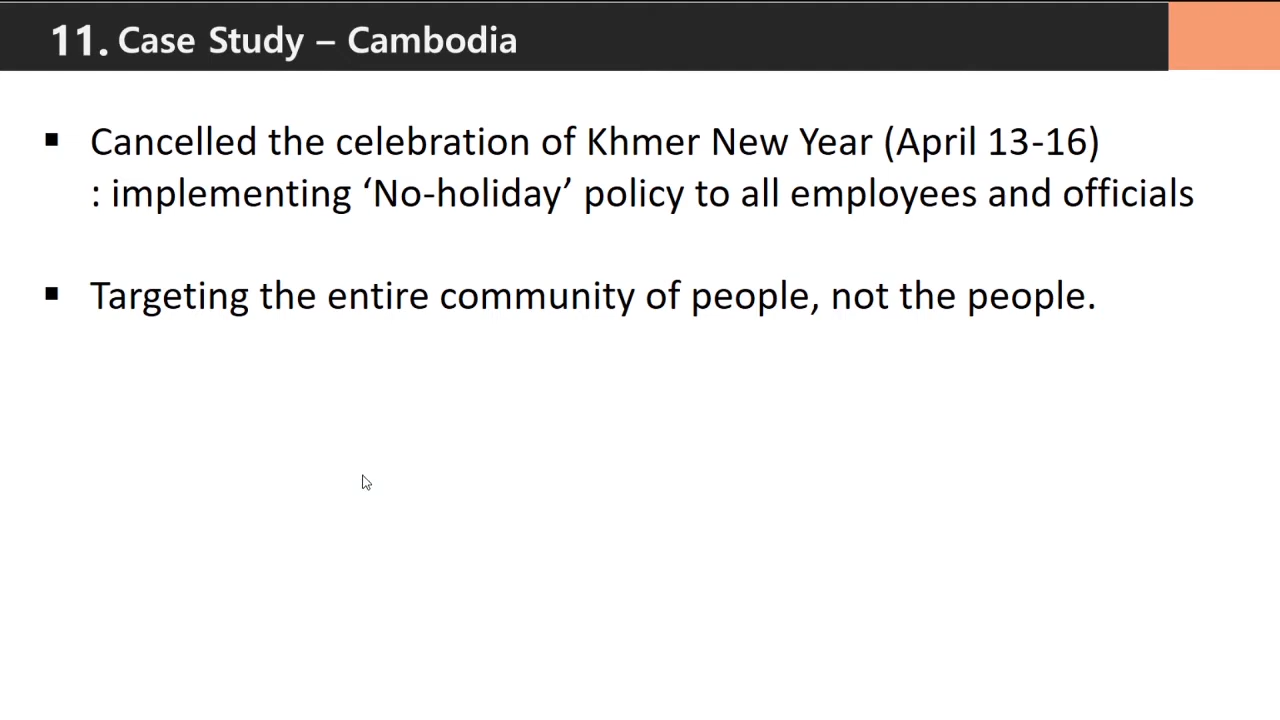 11. Case Study – Cambodia
▪ Cancelled the celebration of Khmer New Year (April 13-16)
: implementing ‘No-holiday’ policy to all employees and officials
▪ Targeting the entire community of people, not the people.